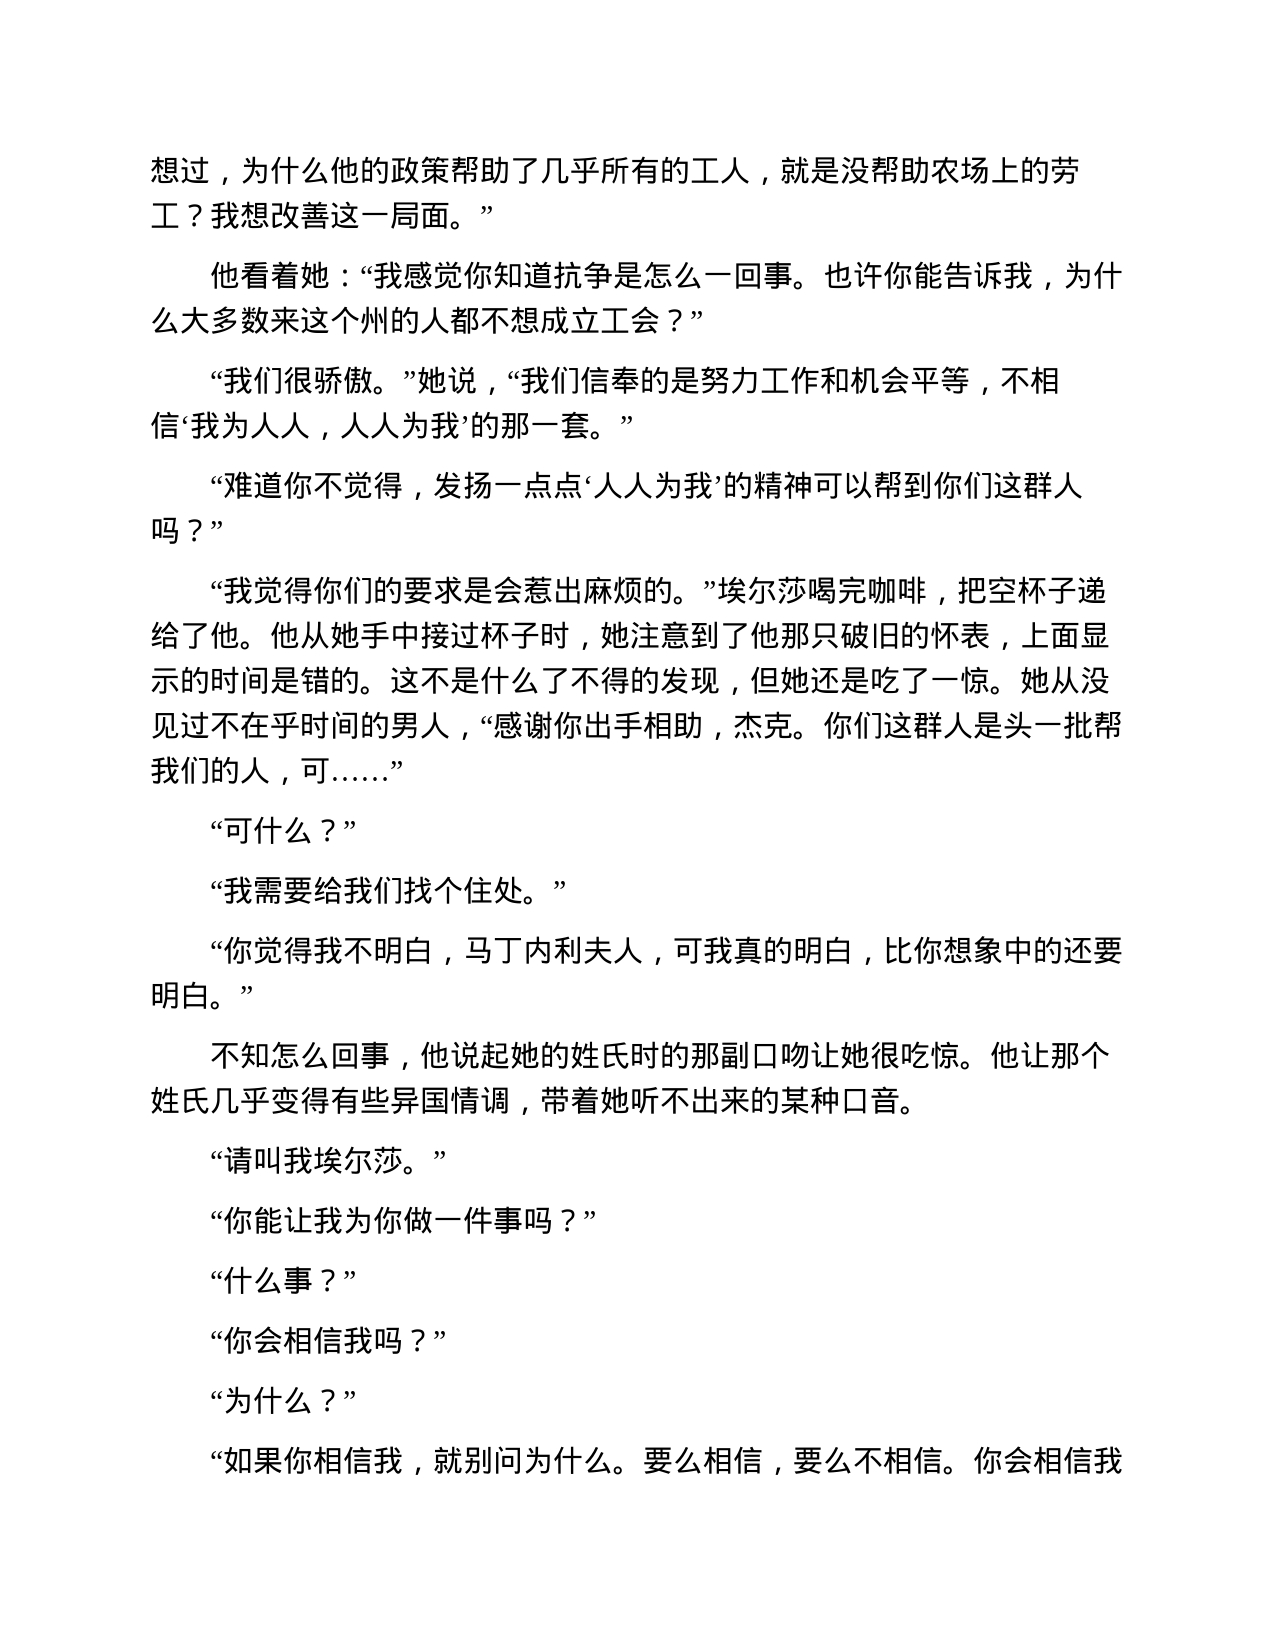 想过，为什么他的政策帮助了几乎所有的工人，就是没帮助农场上的劳
工？我想改善这一局面。”
他看着她：“我感觉你知道抗争是怎么一回事。也许你能告诉我，为什
么大多数来这个州的人都不想成立工会？”
“我们很骄傲。”她说，“我们信奉的是努力工作和机会平等，不相
信‘我为人人，人人为我’的那一套。”
“难道你不觉得，发扬一点点‘人人为我’的精神可以帮到你们这群人
吗？”
“我觉得你们的要求是会惹出麻烦的。”埃尔莎喝完咖啡，把空杯子递
给了他。他从她手中接过杯子时，她注意到了他那只破旧的怀表，上面显
示的时间是错的。这不是什么了不得的发现，但她还是吃了一惊。她从没
见过不在乎时间的男人，“感谢你出手相助，杰克。你们这群人是头一批帮
我们的人，可……”
“可什么？”
“我需要给我们找个住处。”
“你觉得我不明白，马丁内利夫人，可我真的明白，比你想象中的还要
明白。”
不知怎么回事，他说起她的姓氏时的那副口吻让她很吃惊。他让那个
姓氏几乎变得有些异国情调，带着她听不出来的某种口音。
“请叫我埃尔莎。”
“你能让我为你做一件事吗？”
“什么事？”
“你会相信我吗？”
“为什么？”
“如果你相信我，就别问为什么。要么相信，要么不相信。你会相信我